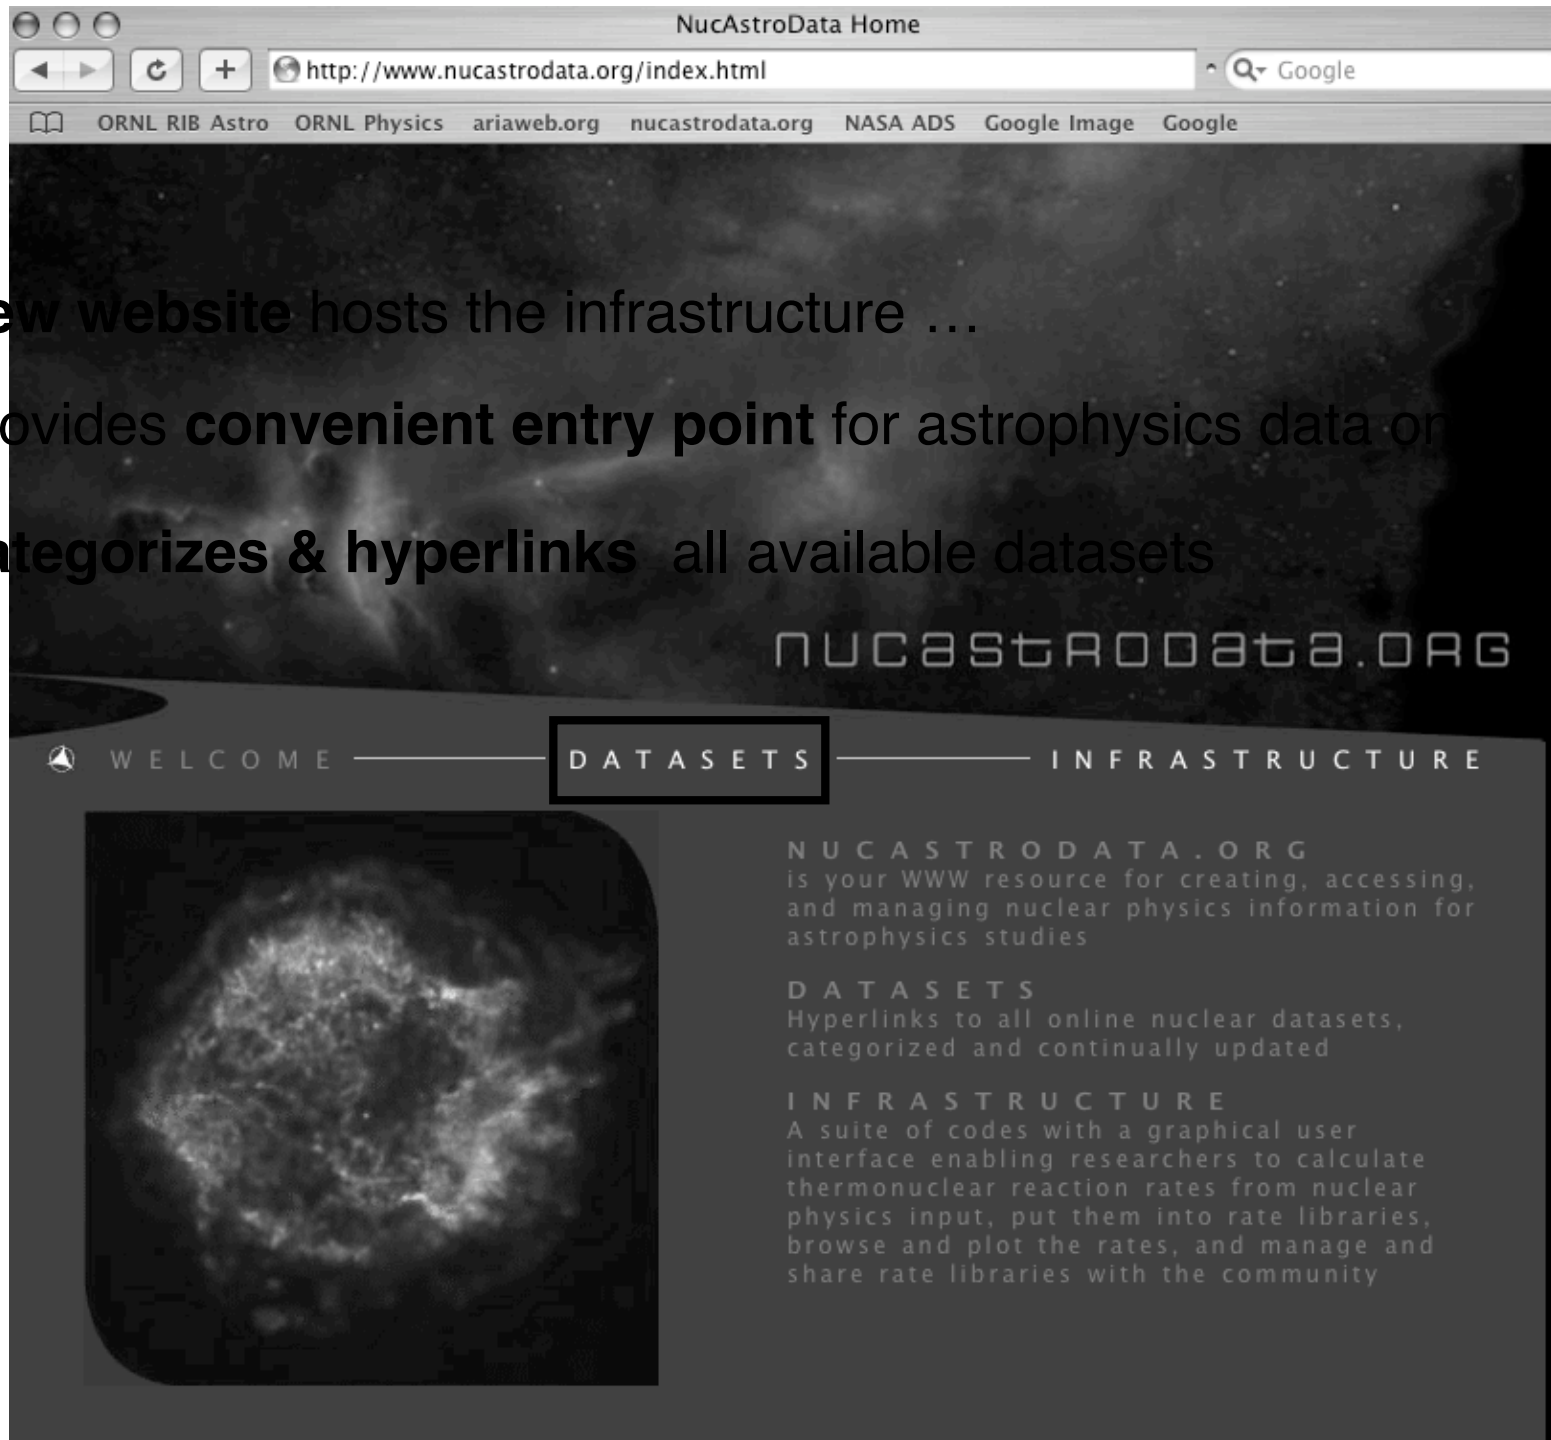 NucAstroData Home
http://www.nucastrodata.org/index.html
Google
ORNL RIB Astro ORNL Physics ariaweb.org nucastrodata.org NASA ADS Google Image Google
ew website hosts the infrastructure …
ovides convenient entry point for astrophysics data on
ategorizes & hyperlinks all available datasets
nucastrodata.org
WELCOME DATASETS INFRASTRUCTURE
NUCASTRODATA.ORG
is your WWW resource for creating, accessing,
and managing nuclear physics information for
astrophysics studies
DATASETS
Hyperlinks to all online nuclear datasets,
categorized and continually updated
INFRASTRUCTURE
A suite of codes with a graphical user
interface enabling researchers to calculate
thermonuclear reaction rates from nuclear
physics input, put them into rate libraries,
browse and plot the rates, and manage and
share rate libraries with the community